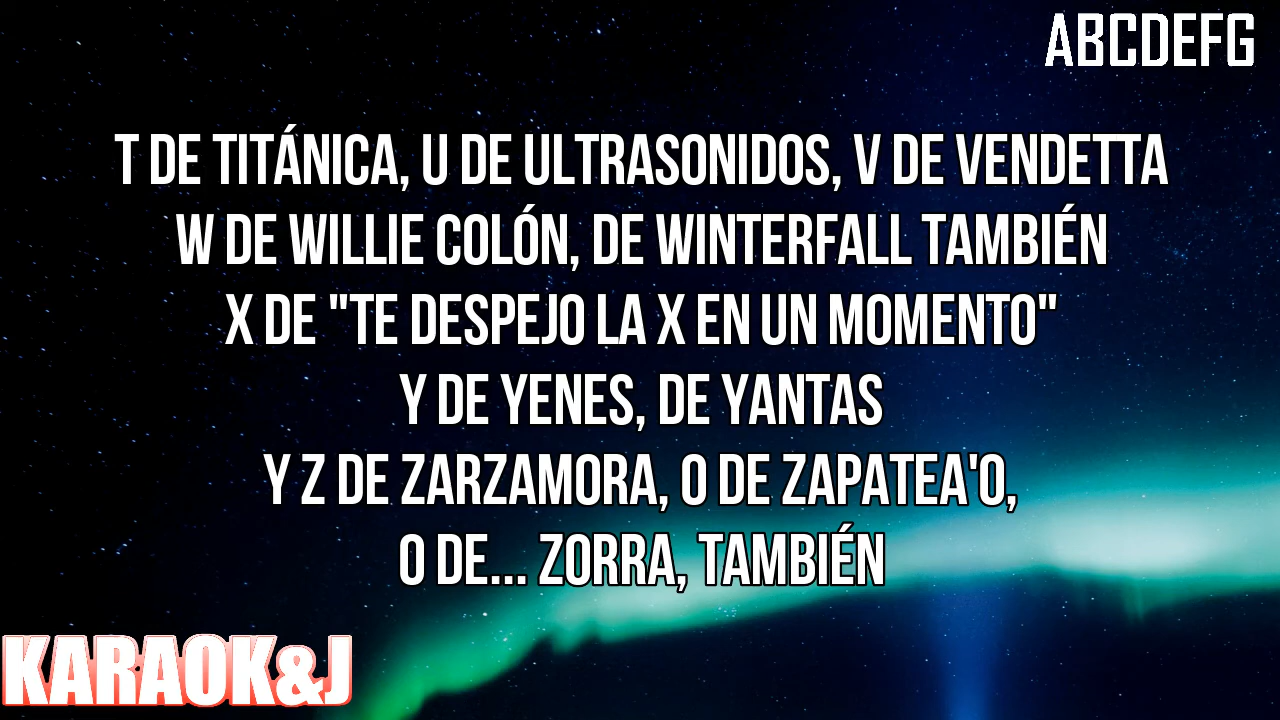 ABCDEFG
T DE TITÁNICA, U DE ULTRASONIDOS, V DE VENDETTA
W DE WILLIE COLÓN, DE WINTERFALL TAMBIÉN
X DE "TE DESPEJO LA X EN UN MOMENTO"
Y DE YENES, DE YANTAS
Y Z DE ZARZAMORA, O DE ZAPATEA'O,
O DE... ZORRA, TAMBIÉN
KARAOK&J